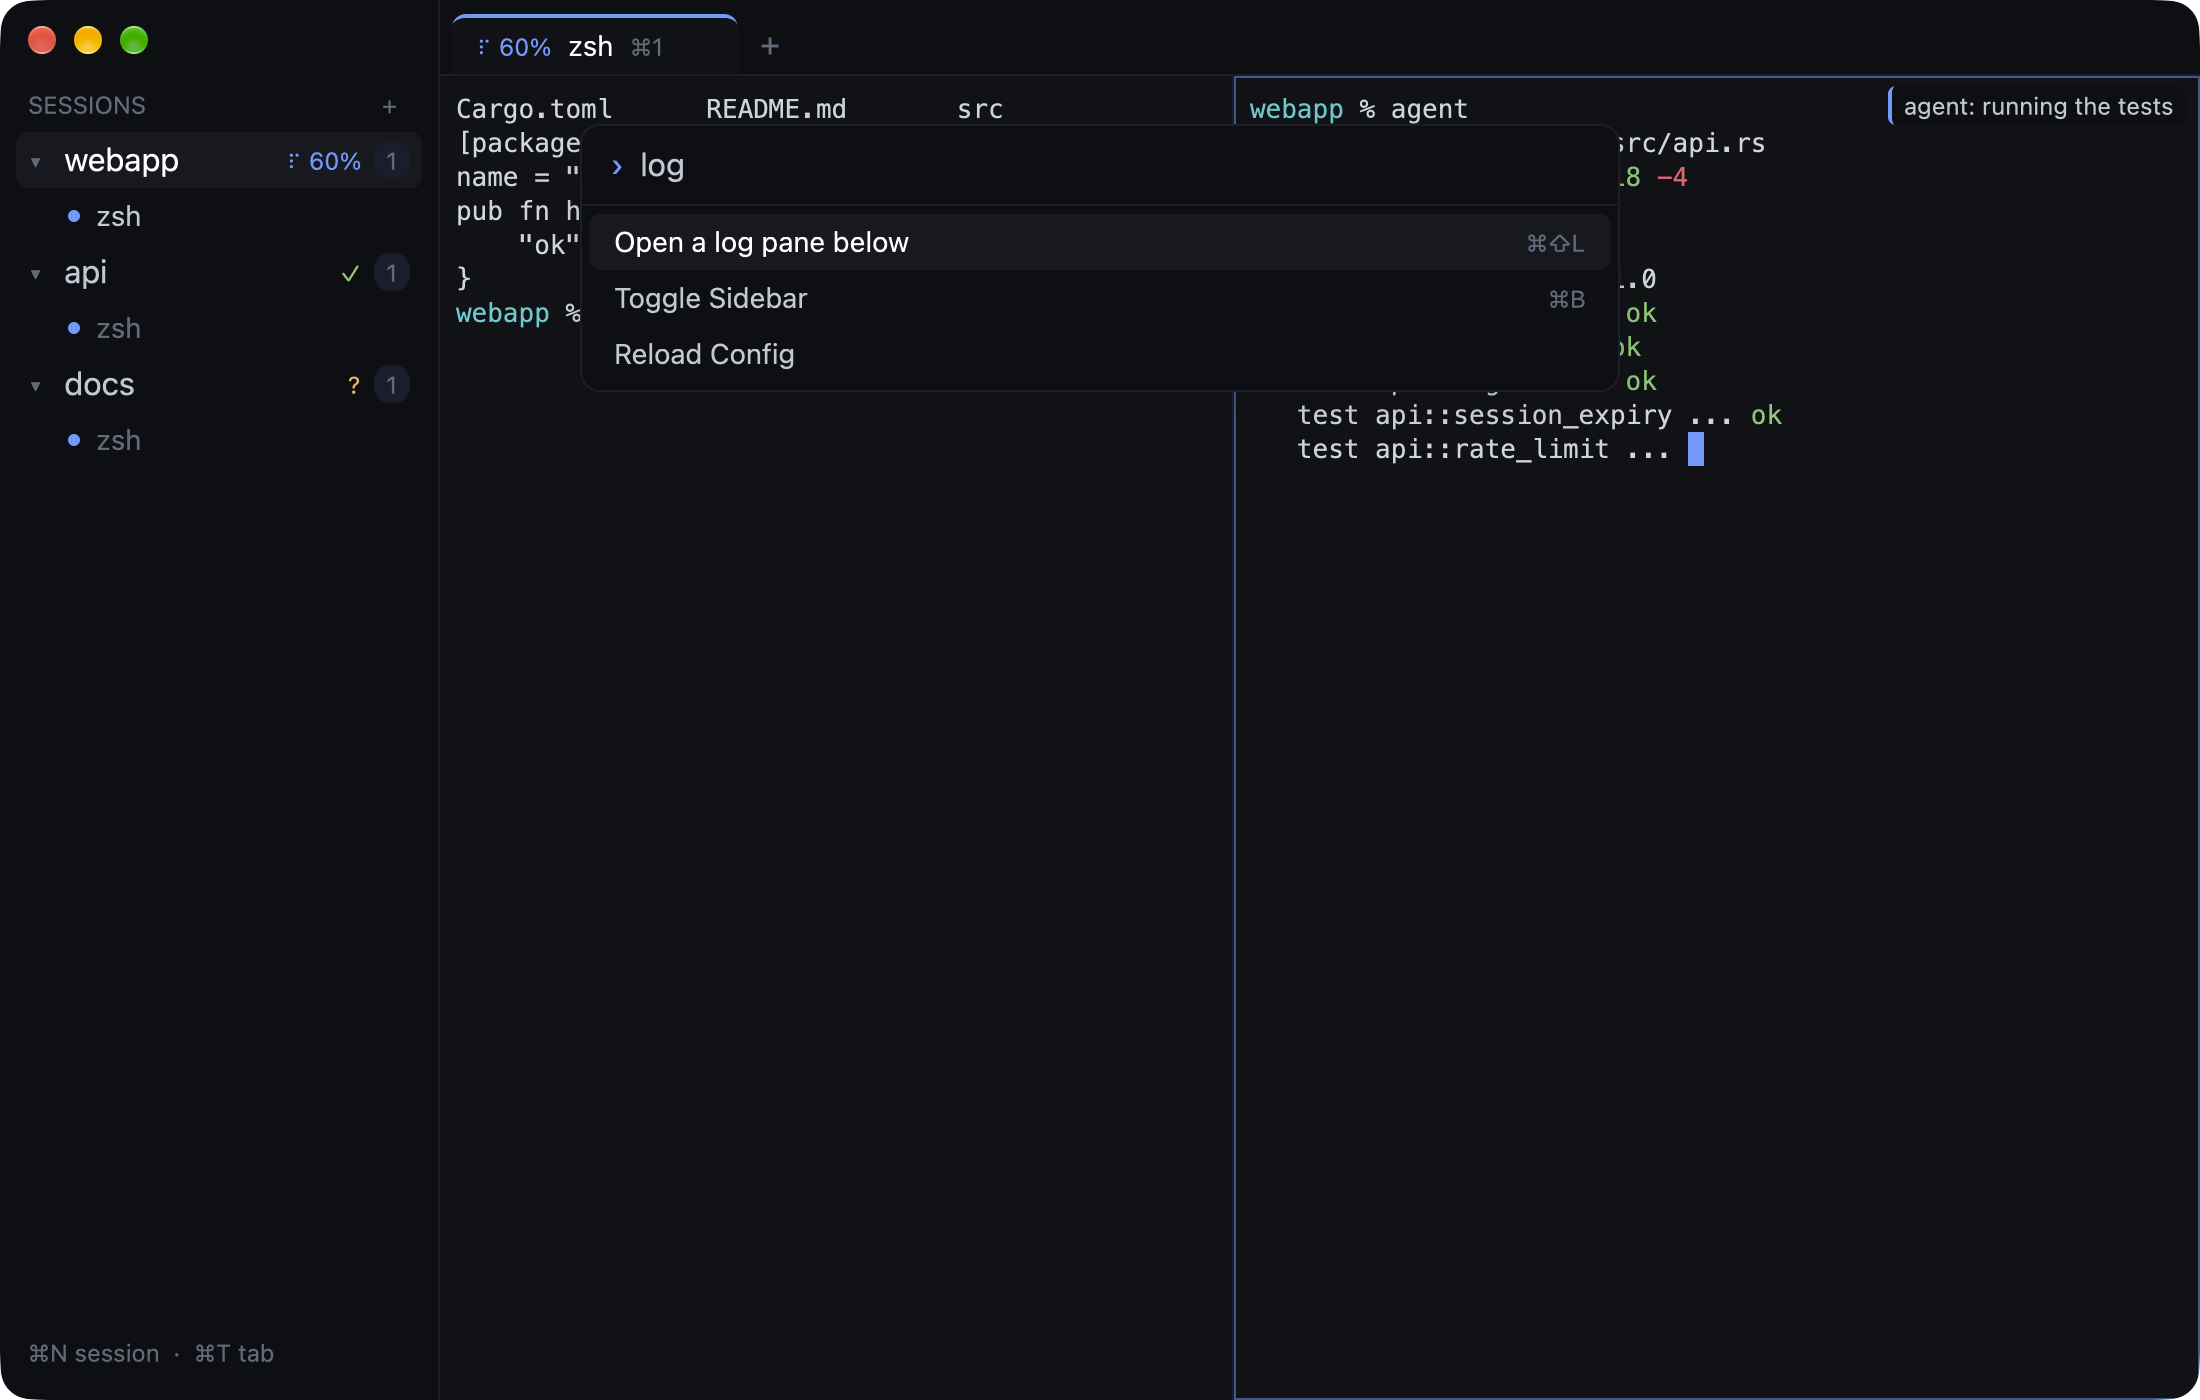 SESSIONS +
webapp 60% 1
zsh
api ✓ 1
zsh
docs ? 1
zsh
⌘N session · ⌘T tab
60% zsh ⌘1 +
Cargo.toml README.md src
[package
name = "
pub fn h
"ok"
}
webapp %
› log
Open a log pane below ⌘⇧L
Toggle Sidebar ⌘B
Reload Config
webapp % agent
agent: running the tests
src/api.rs
8 −4
.0
ok
ok
ok
test api::session_expiry ... ok
test api::rate_limit ...